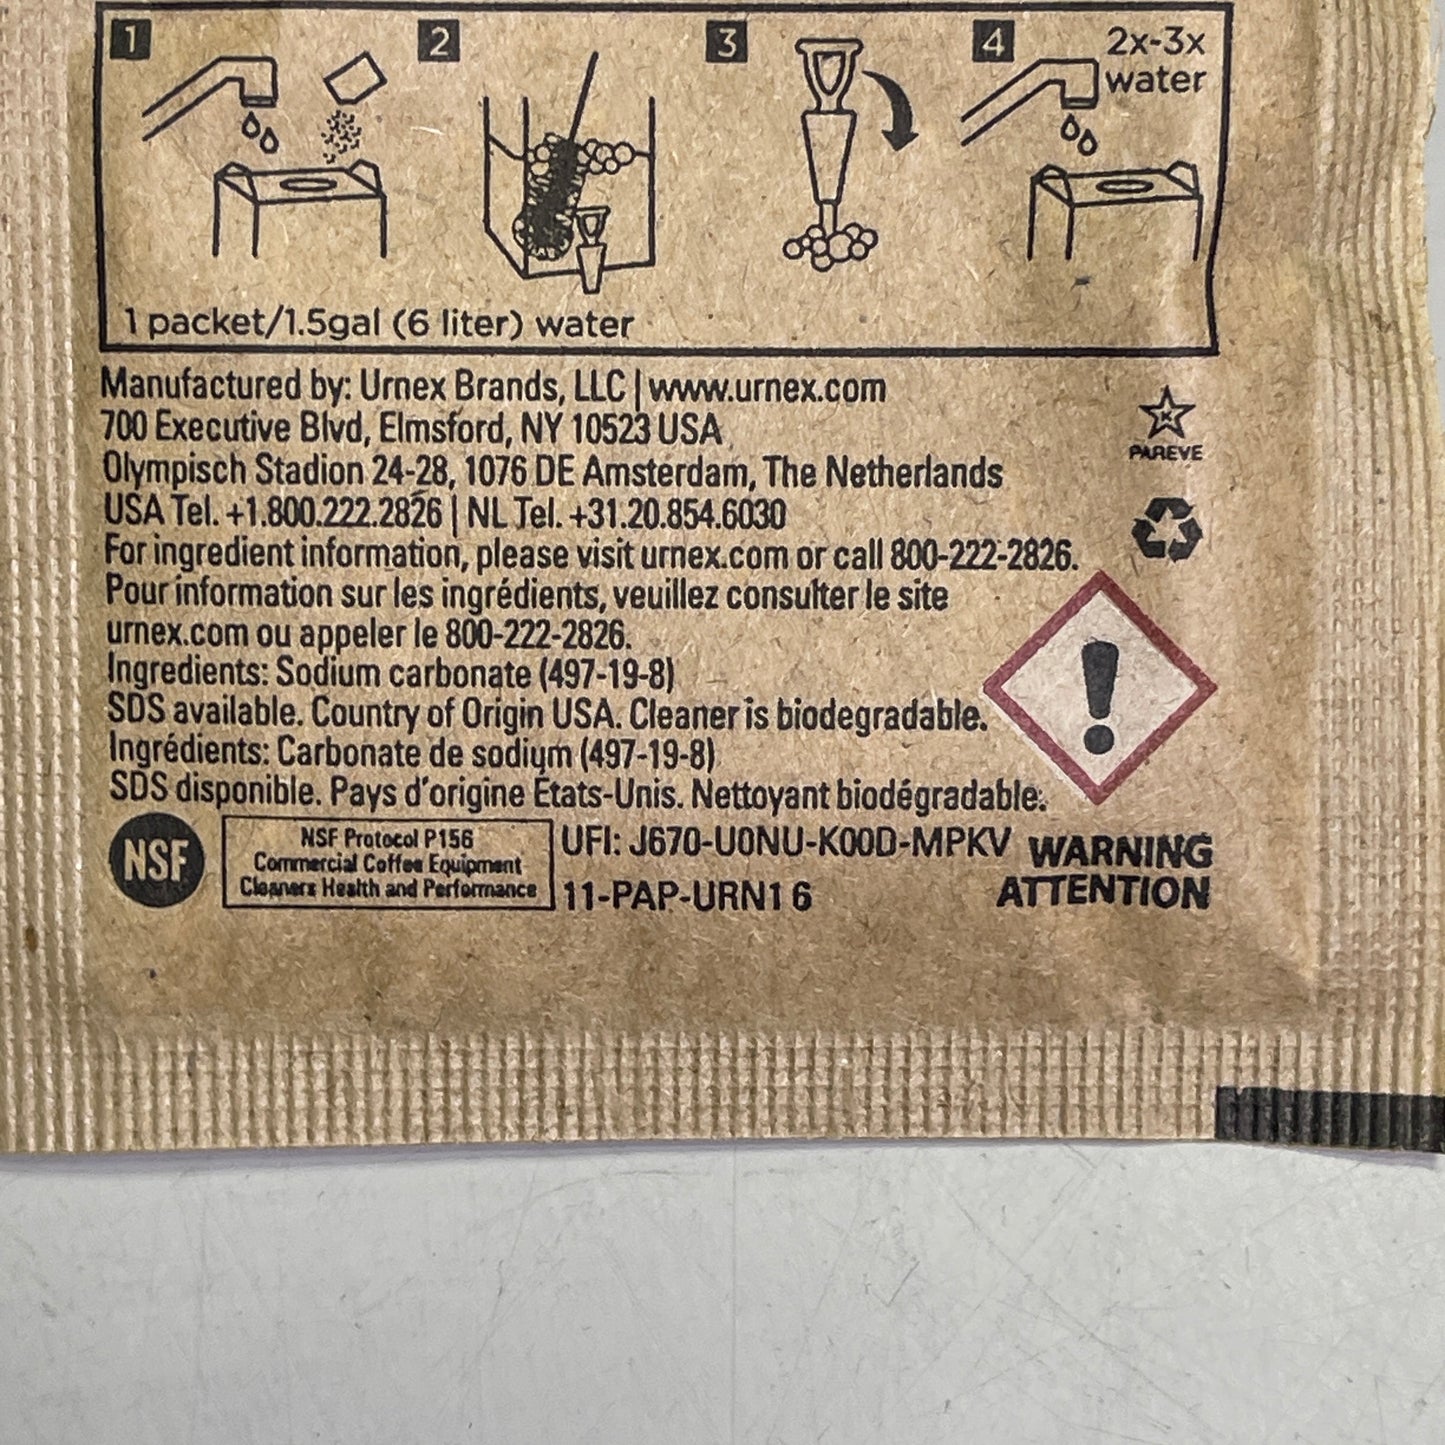 1 2 3 4 2x-3x
water
1 packet/1.5gal (6 liter) water
Manufactured by: Urnex Brands, LLC | www.urnex.com
700 Executive Blvd, Elmsford, NY 10523 USA
Olympisch Stadion 24-28, 1076 DE Amsterdam, The Netherlands
USA Tel. +1.800.222.2826 | NL Tel. +31.20.854.6030
For ingredient information, please visit urnex.com or call 800-222-2826.
Pour information sur les ingrédients, veuillez consulter le site
urnex.com ou appeler le 800-222-2826.
Ingredients: Sodium carbonate (497-19-8)
SDS available. Country of Origin USA. Cleaner is biodegradable.
Ingrédients: Carbonate de sodium (497-19-8)
SDS disponible. Pays d'origine Etats-Unis. Nettoyant biodégradable.
K
PAREVE
NSF
NSF Protocol P156
Commercial Coffee Equipment
Cleaners Health and Performance
UFI: J670-U0NU-K00D-MPKV
11-PAP-URN1 6
WARNING
ATTENTION